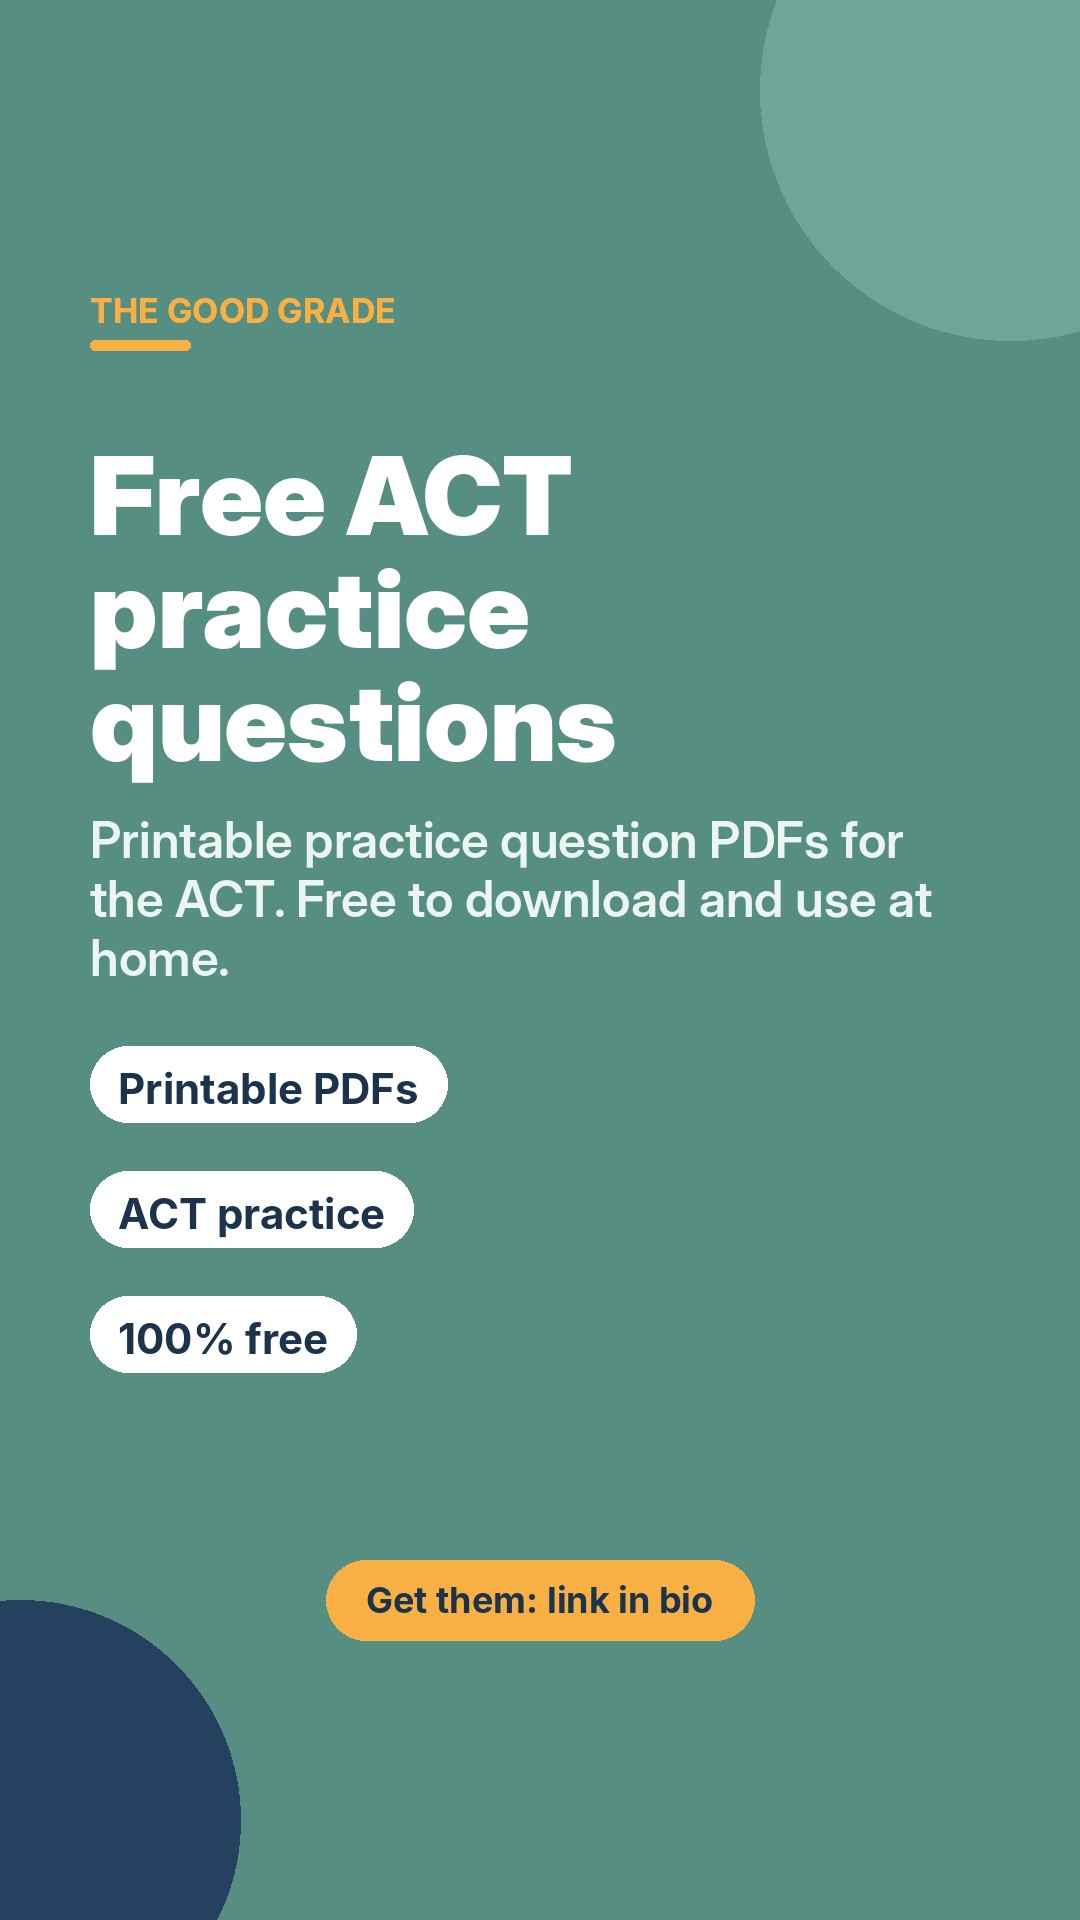 THE GOOD GRADE
Free ACT
practice
questions
Printable practice question PDFs for
the ACT. Free to download and use at
home.
Printable PDFs
ACT practice
100% free
Get them: link in bio